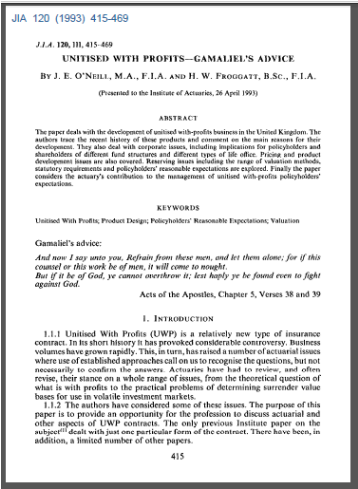 JIA 120 (1993) 415-469
J.I.A. 120, III, 415-469
UNITISED WITH PROFITS—GAMALIEL'S ADVICE
BY J. E. O'NEILL, M.A., F.I.A. AND H. W. FROGGATT, B.SC., F.I.A.
(Presented to the Institute of Actuaries, 26 April 1993)
ABSTRACT
The paper deals with the development of unitised with-profits business in the United Kingdom. The
authors trace the recent history of these products and comment on the main reasons for their
development. They also deal with corporate issues, including implications for policyholders and
shareholders of different fund structures and different types of life office. Pricing and product
development issues are also covered. Reserving issues including the range of valuation methods,
statutory requirements and policyholders' reasonable expectations are explored. Finally the paper
considers the actuary's contribution to the management of unitised with-profits policyholders'
expectations.
KEYWORDS
Unitised With Profits; Product Design; Policyholders' Reasonable Expectations; Valuation
Gamaliel's advice:
And now I say unto you, Refrain from these men, and let them alone; for if this
counsel or this work be of men, it will come to nought.
But if it be of God, ye cannot overthrow it; lest haply ye be found even to fight
against God.
Acts of the Apostles, Chapter 5, Verses 38 and 39
1. INTRODUCTION
1.1.1 Unitised With Profits (UWP) is a relatively new type of insurance
contract. In its short history it has provoked considerable controversy. Business
volumes have grown rapidly. This, in turn, has raised a number of actuarial issues
where use of established approaches call on us to recognise the questions, but not
necessarily to confirm the answers. Actuaries have had to review, and often
revise, their stance on a whole range of issues, from the theoretical question of
what is with profits to the practical problems of determining surrender value
bases for use in volatile investment markets.
1.1.2 The authors have considered some of these issues. The purpose of this
paper is to provide an opportunity for the profession to discuss actuarial and
other aspects of UWP contracts. The only previous Institute paper on the
subject dealt with just one particular form of the contract. There have been, in
addition, a limited number of other papers.
415